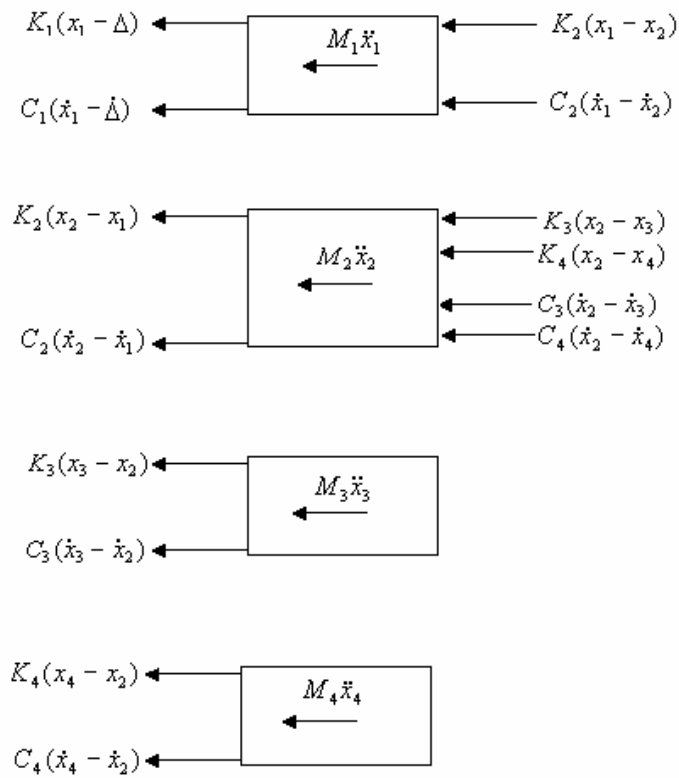 K₁(x₁ − Δ)
M₁ẍ₁
K₂(x₁ − x₂)
C₁(ẋ₁ − Δ̇)
C₂(ẋ₁ − ẋ₂)
K₂(x₂ − x₁)
K₃(x₂ − x₃)
K₄(x₂ − x₄)
M₂ẍ₂
C₃(ẋ₂ − ẋ₃)
C₂(ẋ₂ − ẋ₁)
C₄(ẋ₂ − ẋ₄)
K₃(x₃ − x₂)
M₃ẍ₃
C₃(ẋ₃ − ẋ₂)
K₄(x₄ − x₂)
M₄ẍ₄
C₄(ẋ₄ − ẋ₂)